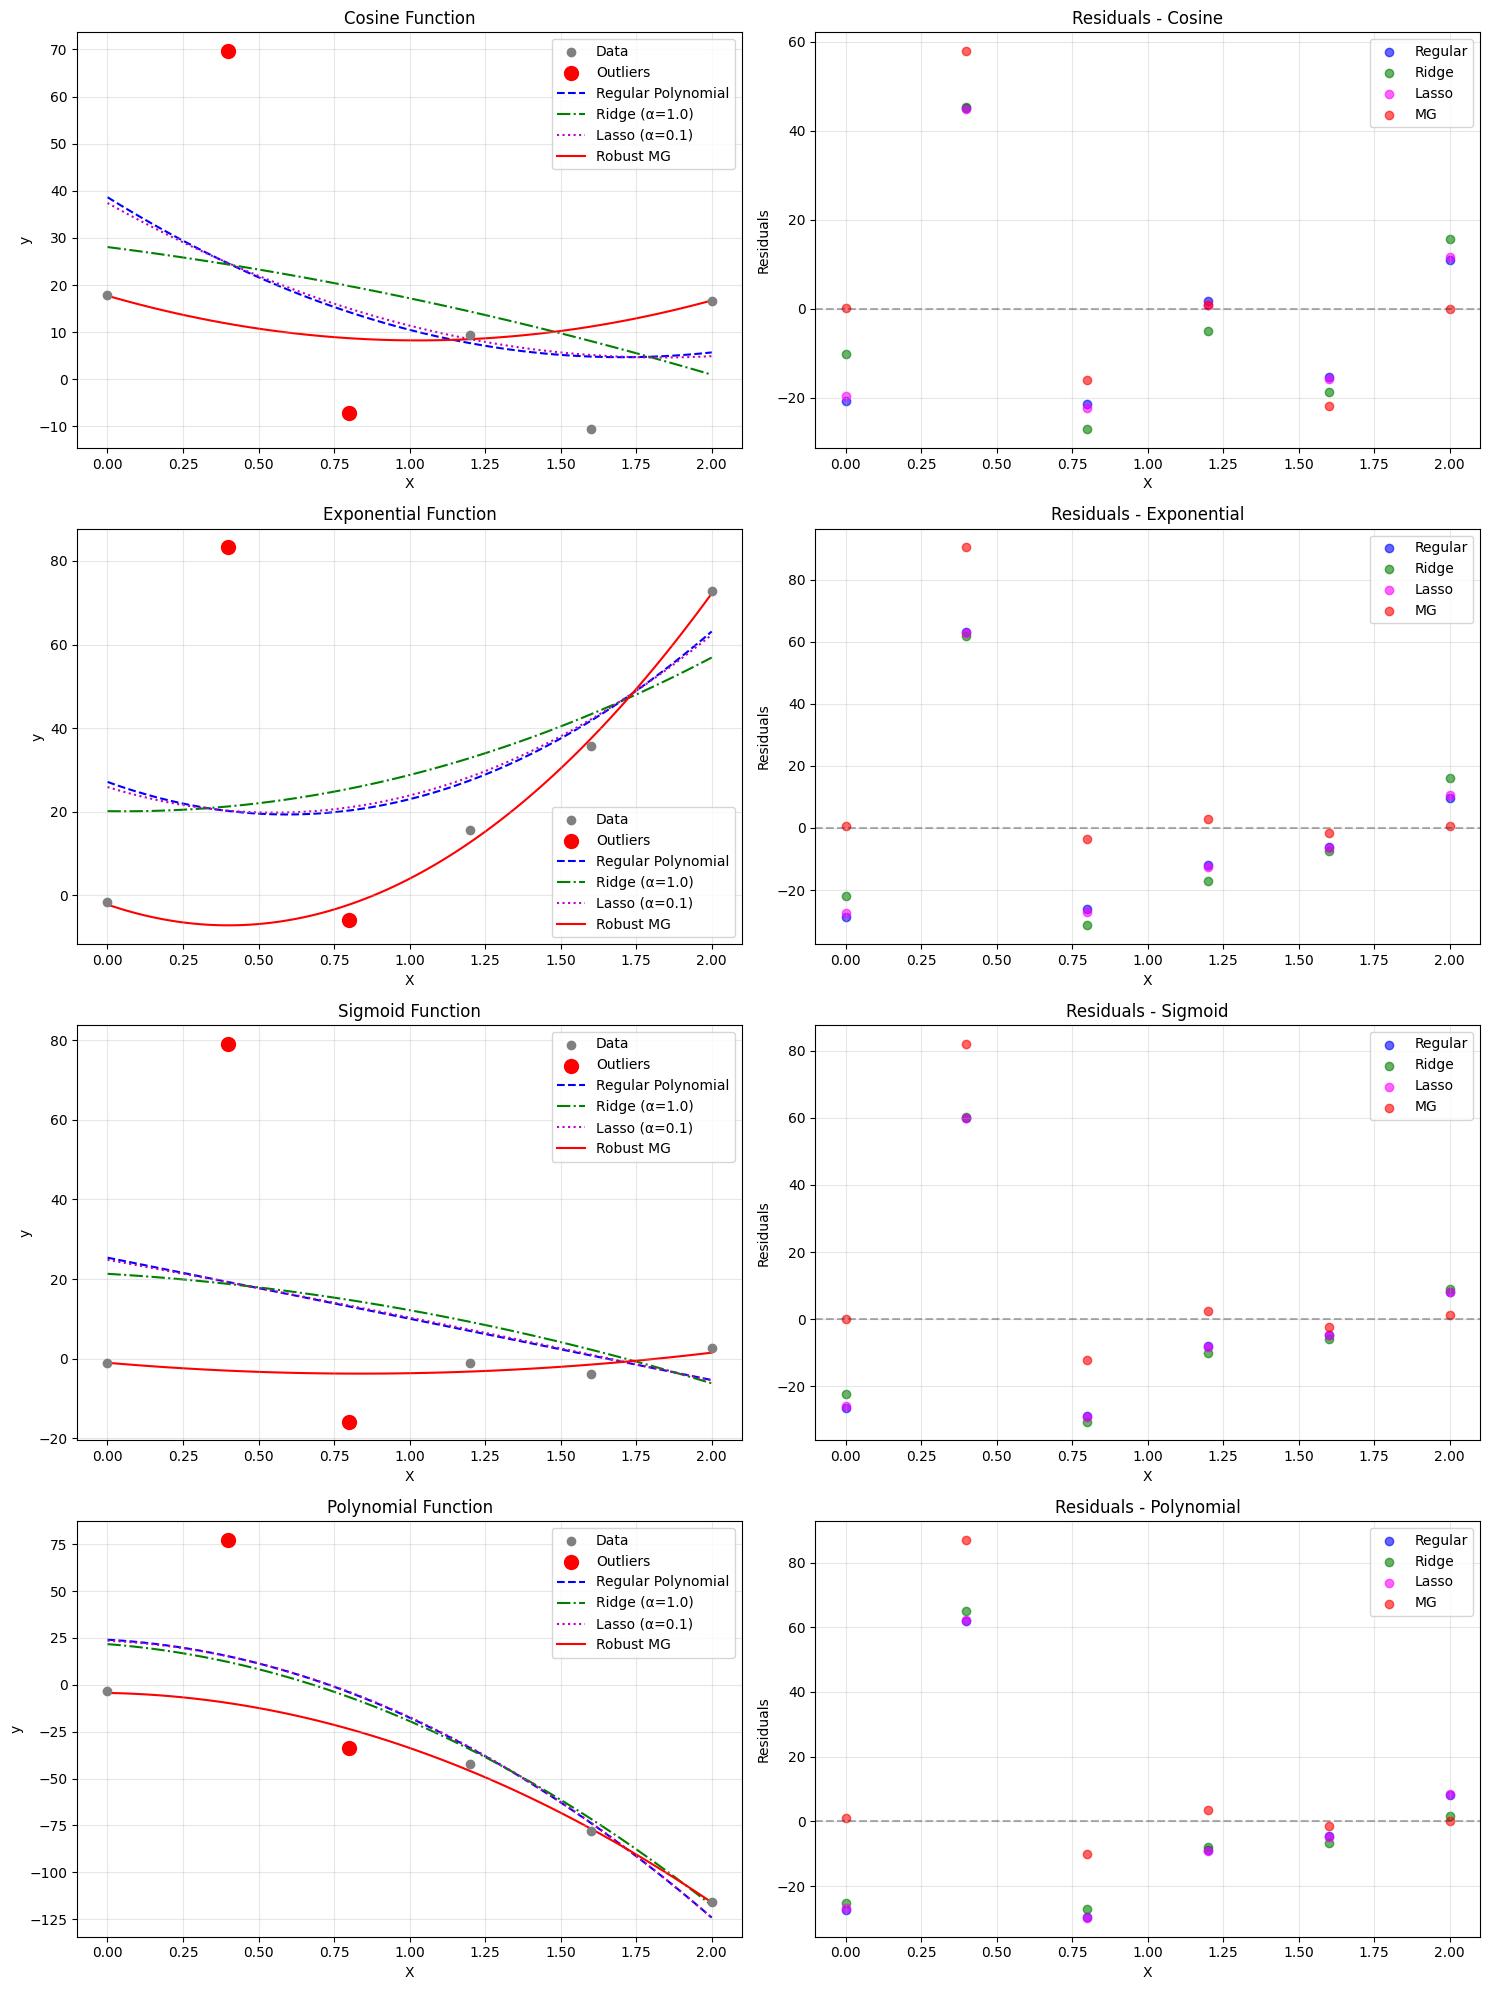 Cosine Function
70
60
50
40
30
20
10
0
−10
y
0.00 0.25 0.50 0.75 1.00 1.25 1.50 1.75 2.00
X
Data
Outliers
Regular Polynomial
Ridge (α=1.0)
Lasso (α=0.1)
Robust MG
Residuals - Cosine
60
40
20
0
−20
Residuals
0.00 0.25 0.50 0.75 1.00 1.25 1.50 1.75 2.00
X
Regular
Ridge
Lasso
MG
Exponential Function
80
60
40
20
0
y
0.00 0.25 0.50 0.75 1.00 1.25 1.50 1.75 2.00
X
Data
Outliers
Regular Polynomial
Ridge (α=1.0)
Lasso (α=0.1)
Robust MG
Residuals - Exponential
80
60
40
20
0
−20
Residuals
0.00 0.25 0.50 0.75 1.00 1.25 1.50 1.75 2.00
X
Regular
Ridge
Lasso
MG
Sigmoid Function
80
60
40
20
0
−20
y
0.00 0.25 0.50 0.75 1.00 1.25 1.50 1.75 2.00
X
Data
Outliers
Regular Polynomial
Ridge (α=1.0)
Lasso (α=0.1)
Robust MG
Residuals - Sigmoid
80
60
40
20
0
−20
Residuals
0.00 0.25 0.50 0.75 1.00 1.25 1.50 1.75 2.00
X
Regular
Ridge
Lasso
MG
Polynomial Function
75
50
25
0
−25
−50
−75
−100
−125
y
0.00 0.25 0.50 0.75 1.00 1.25 1.50 1.75 2.00
X
Data
Outliers
Regular Polynomial
Ridge (α=1.0)
Lasso (α=0.1)
Robust MG
Residuals - Polynomial
80
60
40
20
0
−20
Residuals
0.00 0.25 0.50 0.75 1.00 1.25 1.50 1.75 2.00
X
Regular
Ridge
Lasso
MG